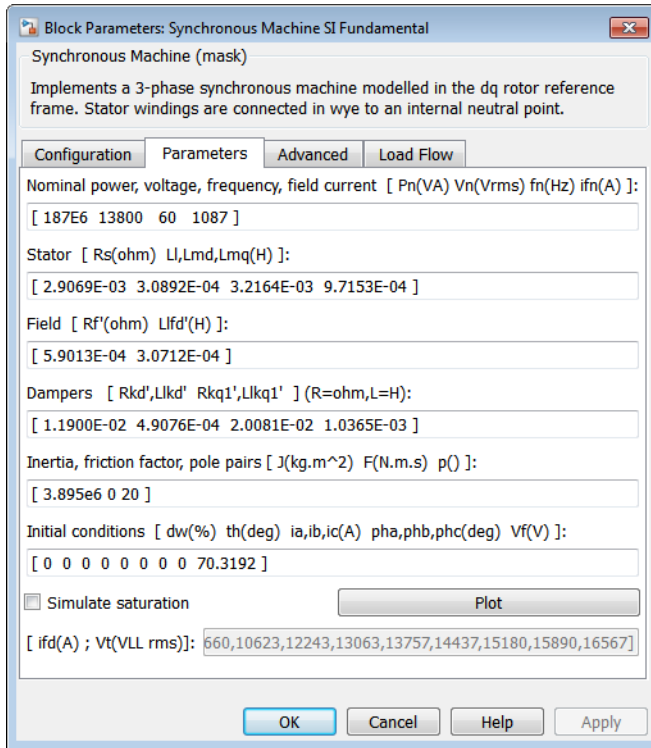 Block Parameters: Synchronous Machine SI Fundamental
Synchronous Machine (mask)
Implements a 3-phase synchronous machine modelled in the dq rotor reference
frame. Stator windings are connected in wye to an internal neutral point.
Configuration Parameters Advanced Load Flow
Nominal power, voltage, frequency, field current [ Pn(VA) Vn(Vrms) fn(Hz) ifn(A) ]:
[ 187E6 13800 60 1087 ]
Stator [ Rs(ohm) Ll,Lmd,Lmq(H) ]:
[ 2.9069E-03 3.0892E-04 3.2164E-03 9.7153E-04 ]
Field [ Rf'(ohm) Llfd'(H) ]:
[ 5.9013E-04 3.0712E-04 ]
Dampers [ Rkd',Llkd' Rkq1',Llkq1' ] (R=ohm,L=H):
[ 1.1900E-02 4.9076E-04 2.0081E-02 1.0365E-03 ]
Inertia, friction factor, pole pairs [ J(kg.m^2) F(N.m.s) p() ]:
[ 3.895e6 0 20 ]
Initial conditions [ dw(%) th(deg) ia,ib,ic(A) pha,phb,phc(deg) Vf(V) ]:
[ 0 0 0 0 0 0 0 0 70.3192 ]
Simulate saturation Plot
[ ifd(A) ; Vt(VLL rms)]: 660,10623,12243,13063,13757,14437,15180,15890,16567]
OK Cancel Help Apply